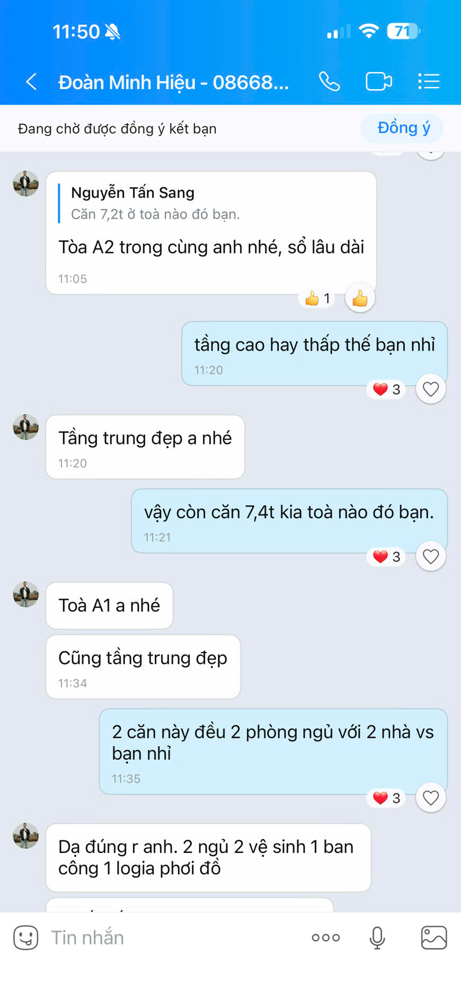 11:50
71
Đoàn Minh Hiệu - 08668...
Đang chờ được đồng ý kết bạn
Đồng ý
Nguyễn Tấn Sang
Căn 7,2t ở toà nào đó bạn.
Tòa A2 trong cùng anh nhé, sổ lâu dài
11:05
1
tầng cao hay thấp thế bạn nhỉ
11:20
3
Tầng trung đẹp a nhé
11:20
vậy còn căn 7,4t kia toà nào đó bạn.
11:21
3
Toà A1 a nhé
Cũng tầng trung đẹp
11:34
2 căn này đều 2 phòng ngủ với 2 nhà vs
bạn nhỉ
11:35
3
Dạ đúng r anh. 2 ngủ 2 vệ sinh 1 ban
công 1 logia phơi đồ
Tin nhắn